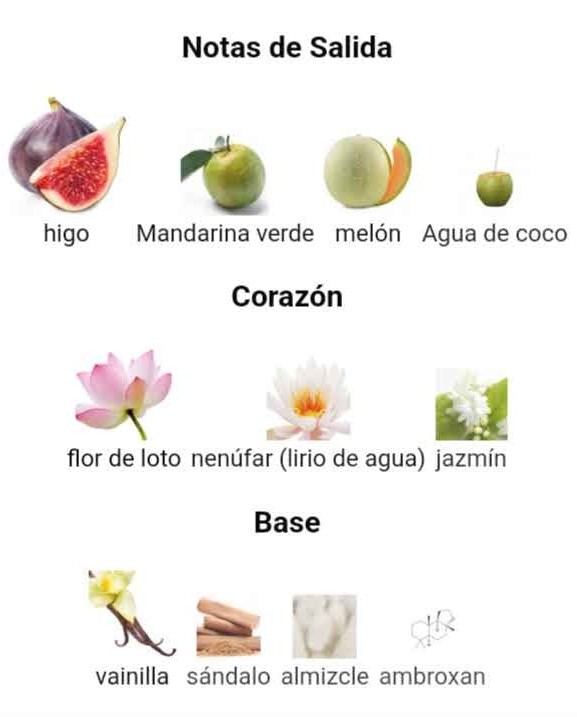 Notas de Salida
higo Mandarina verde melón Agua de coco
Corazón
flor de loto nenúfar (lirio de agua) jazmín
Base
vainilla sándalo almizcle ambroxan